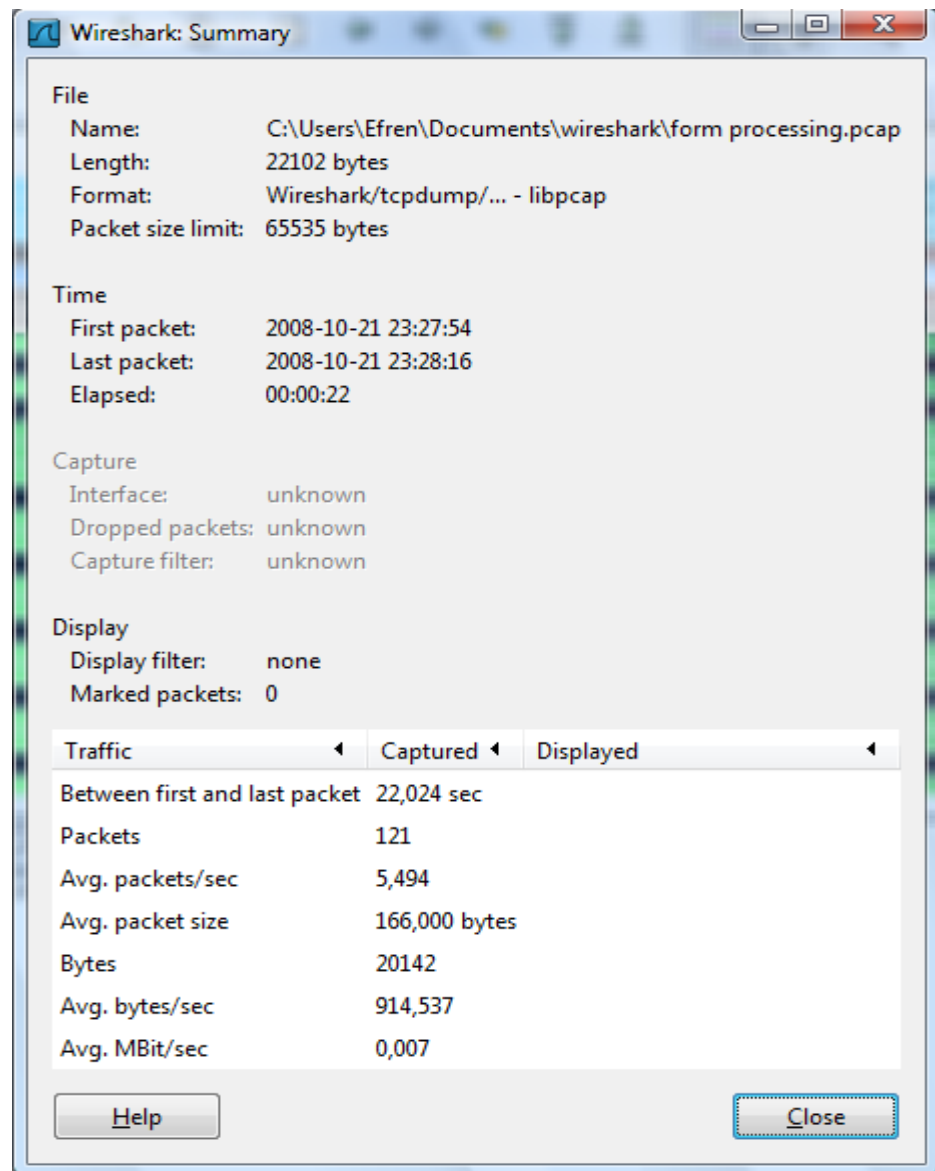 Wireshark: Summary
File
Name: C:\Users\Efren\Documents\wireshark\form processing.pcap
Length: 22102 bytes
Format: Wireshark/tcpdump/... - libpcap
Packet size limit: 65535 bytes
Time
First packet: 2008-10-21 23:27:54
Last packet: 2008-10-21 23:28:16
Elapsed: 00:00:22
Capture
Interface: unknown
Dropped packets: unknown
Capture filter: unknown
Display
Display filter: none
Marked packets: 0
Traffic Captured Displayed
Between first and last packet 22,024 sec
Packets 121
Avg. packets/sec 5,494
Avg. packet size 166,000 bytes
Bytes 20142
Avg. bytes/sec 914,537
Avg. MBit/sec 0,007
Help Close